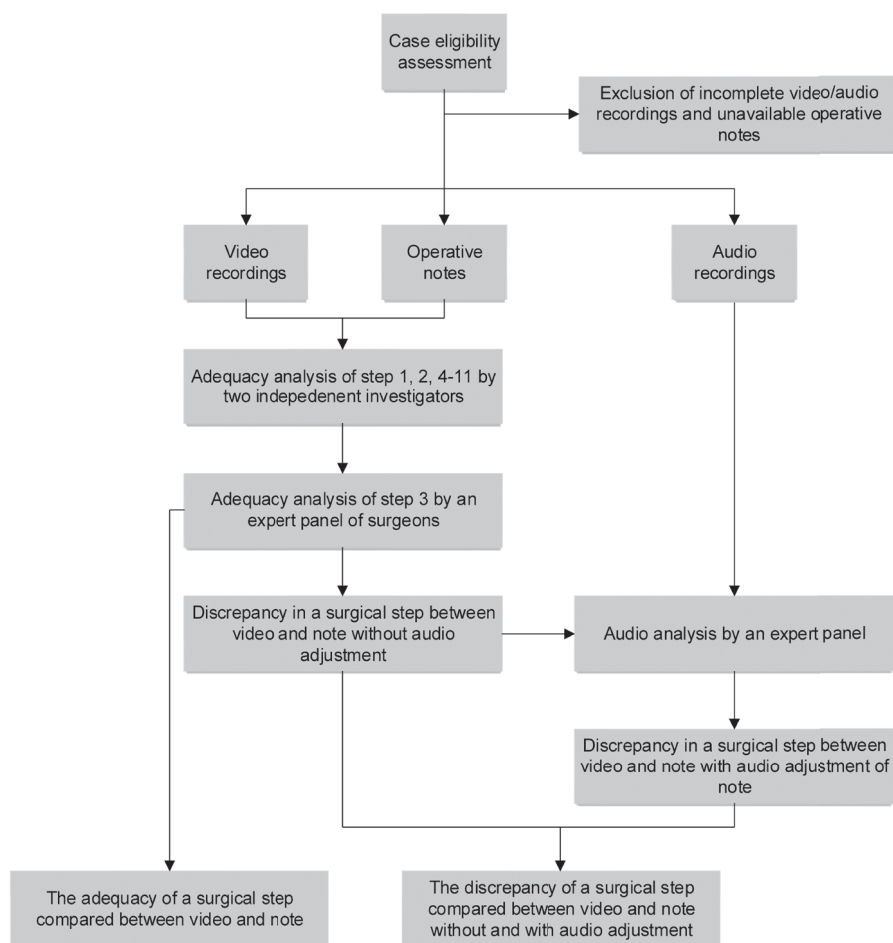 Case eligibility
assessment
Exclusion of incomplete video/audio
recordings and unavailable operative
notes
Video
recordings
Operative
notes
Audio
recordings
Adequacy analysis of step 1, 2, 4-11 by
two indepedenent investigators
Adequacy analysis of step 3 by an
expert panel of surgeons
Discrepancy in a surgical step between
video and note without audio
adjustment
Audio analysis by an expert panel
Discrepancy in a surgical step between
video and note with audio adjustment of
note
The adequacy of a surgical step
compared between video and note
The discrepancy of a surgical step
compared between video and note
without and with audio adjustment